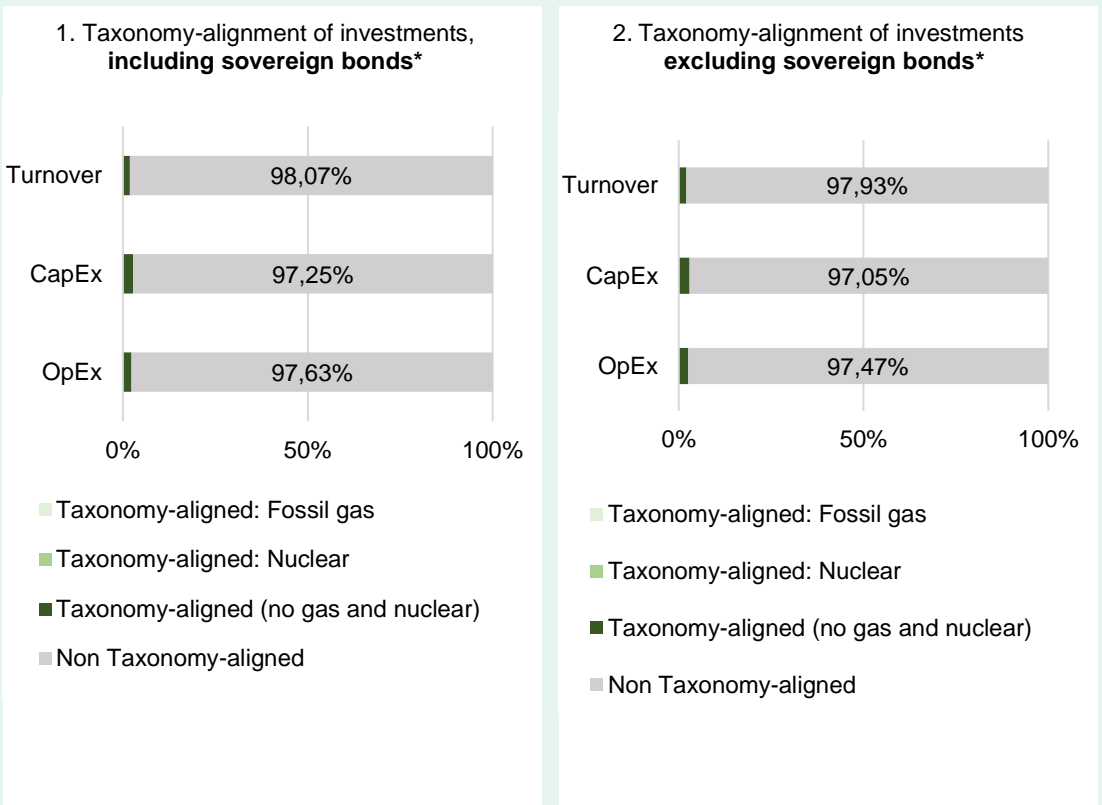 1. Taxonomy-alignment of investments,
including sovereign bonds*
Turnover
98,07%
CapEx
97,25%
OpEx
97,63%
0%
50%
100%
Taxonomy-aligned: Fossil gas
Taxonomy-aligned: Nuclear
Taxonomy-aligned (no gas and nuclear)
Non Taxonomy-aligned
2. Taxonomy-alignment of investments
excluding sovereign bonds*
Turnover
97,93%
CapEx
97,05%
OpEx
97,47%
0%
50%
100%
Taxonomy-aligned: Fossil gas
Taxonomy-aligned: Nuclear
Taxonomy-aligned (no gas and nuclear)
Non Taxonomy-aligned